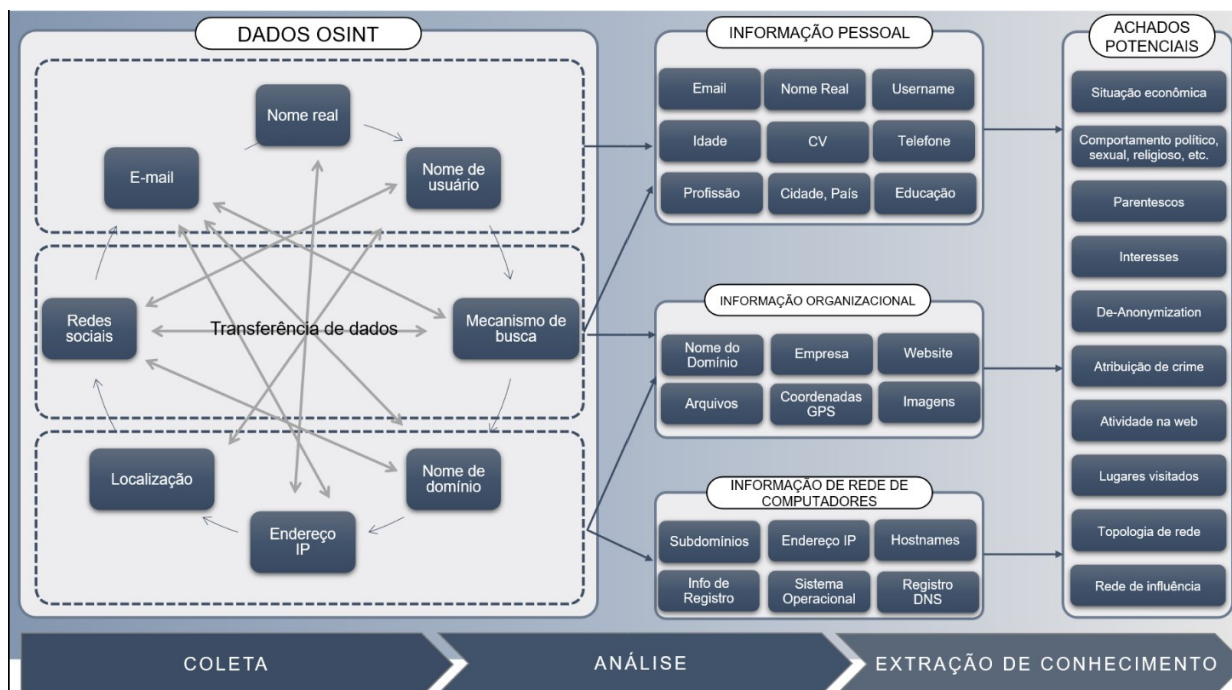 DADOS OSINT
Nome real
E-mail
Nome de
usuário
Redes
sociais
Transferência de dados
Mecanismo de
busca
Localização
Nome de
domínio
Endereço
IP
INFORMAÇÃO PESSOAL
Email
Nome Real
Username
Idade
CV
Telefone
Profissão
Cidade, País
Educação
INFORMAÇÃO ORGANIZACIONAL
Nome do
Domínio
Empresa
Website
Arquivos
Coordenadas
GPS
Imagens
INFORMAÇÃO DE REDE DE
COMPUTADORES
Subdomínios
Endereço IP
Hostnames
Info de
Registro
Sistema
Operacional
Registro
DNS
ACHADOS
POTENCIAIS
Situação econômica
Comportamento político,
sexual, religioso, etc.
Parentescos
Interesses
De-Anonymization
Atribuição de crime
Atividade na web
Lugares visitados
Topologia de rede
Rede de influência
COLETA
ANÁLISE
EXTRAÇÃO DE CONHECIMENTO